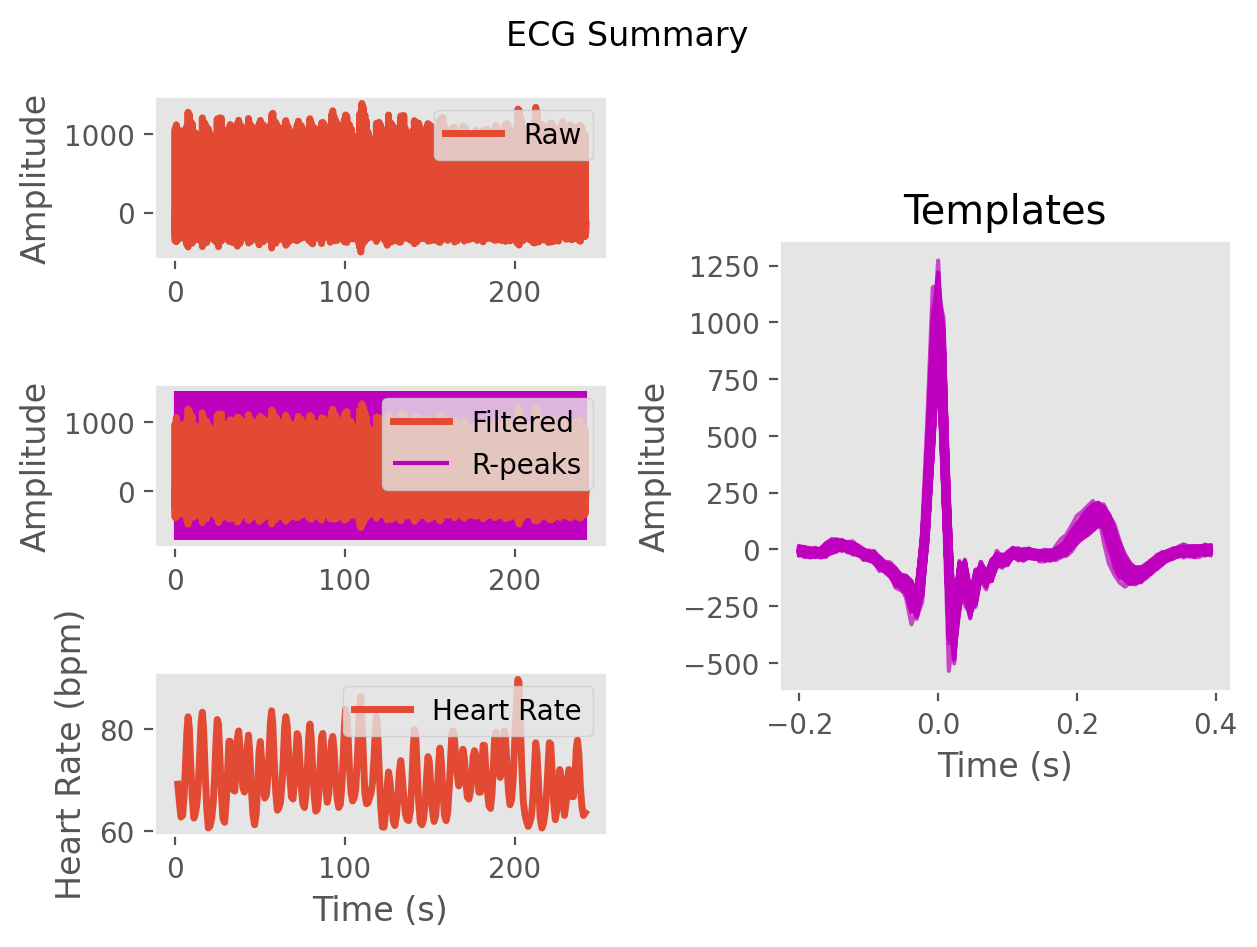 ECG Summary
Amplitude
1000
0
Raw
0 100 200
Amplitude
1000
0
Filtered
R-peaks
0 100 200
Heart Rate (bpm)
80
60
Heart Rate
0 100 200
Time (s)
Templates
Amplitude
1250
1000
750
500
250
0
−250
−500
−0.2 0.0 0.2 0.4
Time (s)